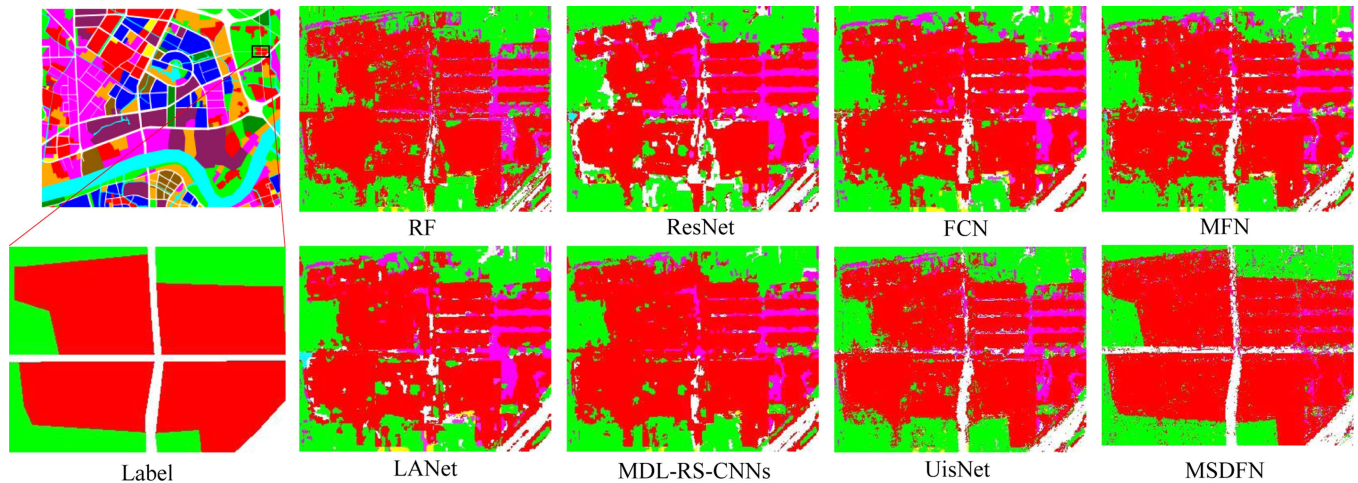 RF
ResNet
FCN
MFN
Label
LANet
MDL-RS-CNNs
UisNet
MSDFN